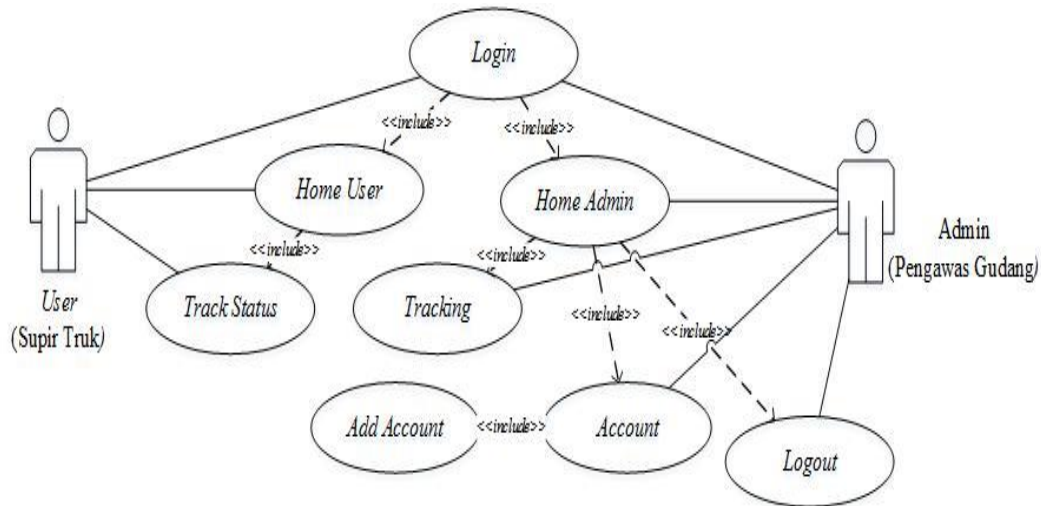 Login
<<include>>
<<include>>
Home User
Home Admin
<<include>>
<<include>>
Track Status
Tracking
User
(Supir Truk)
Admin
(Pengawas Gudang)
<<include>>
<<include>>
Add Account
<<include>>
Account
Logout